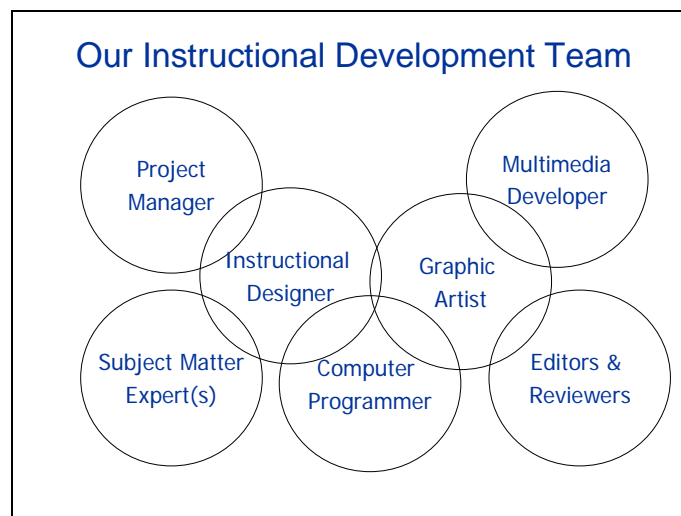 Our Instructional Development Team
Project
Manager
Multimedia
Developer
Instructional
Designer
Graphic
Artist
Subject Matter
Expert(s)
Computer
Programmer
Editors &
Reviewers